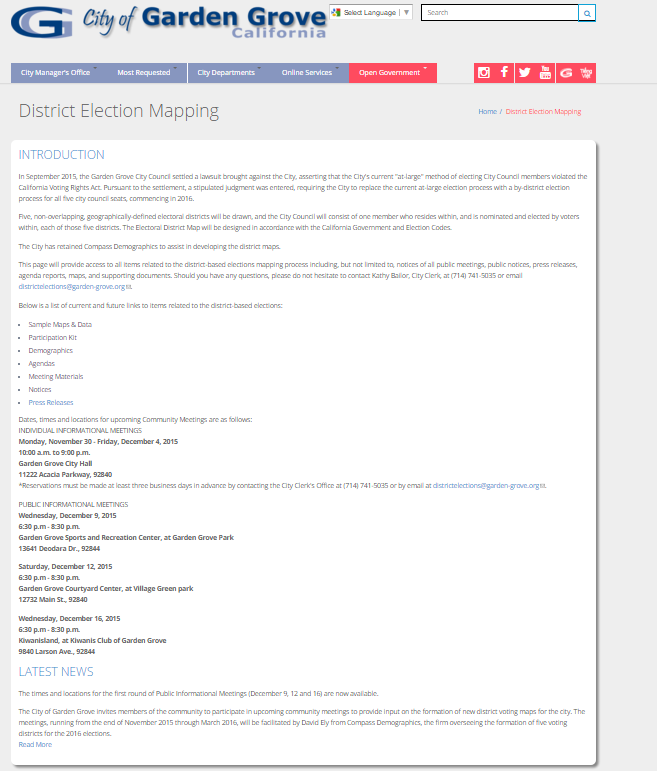 City of Garden Grove
California
Select Language ▼
Search
City Manager's Office
Most Requested
City Departments
Online Services
Open Government
District Election Mapping
Home / District Election Mapping
INTRODUCTION
In September 2015, the Garden Grove City Council settled a lawsuit brought against the City, asserting that the City's current "at-large" method of electing City Council members violated the
California Voting Rights Act. Pursuant to the settlement, a stipulated judgment was entered, requiring the City to replace the current at-large election process with a by-district election
process for all five city council seats, commencing in 2016.
Five, non-overlapping, geographically-defined electoral districts will be drawn, and the City Council will consist of one member who resides within, and is nominated and elected by voters
within, each of those five districts. The Electoral District Map will be designed in accordance with the California Government and Election Codes.
The City has retained Compass Demographics to assist in developing the district maps.
This page will provide access to all items related to the district-based elections mapping process including, but not limited to, notices of all public meetings, public notices, press releases,
agenda reports, maps, and supporting documents. Should you have any questions, please do not hesitate to contact Kathy Bailor, City Clerk, at (714) 741-5035 or email
districtelections@garden-grove.org.
Below is a list of current and future links to items related to the district-based elections:
• Sample Maps & Data
• Participation Kit
• Demographics
• Agendas
• Meeting Materials
• Notices
• Press Releases
Dates, times and locations for upcoming Community Meetings are as follows:
INDIVIDUAL INFORMATIONAL MEETINGS
Monday, November 30 - Friday, December 4, 2015
10:00 a.m. to 9:00 p.m.
Garden Grove City Hall
11222 Acacia Parkway, 92840
*Reservations must be made at least three business days in advance by contacting the City Clerk's Office at (714) 741-5035 or by email at districtelections@garden-grove.org.
PUBLIC INFORMATIONAL MEETINGS
Wednesday, December 9, 2015
6:30 p.m - 8:30 p.m.
Garden Grove Sports and Recreation Center, at Garden Grove Park
13641 Deodara Dr., 92844
Saturday, December 12, 2015
6:30 p.m - 8:30 p.m.
Garden Grove Courtyard Center, at Village Green park
12732 Main St., 92840
Wednesday, December 16, 2015
6:30 p.m - 8:30 p.m.
Kiwanisland, at Kiwanis Club of Garden Grove
9840 Larson Ave., 92844
LATEST NEWS
The times and locations for the first round of Public Informational Meetings (December 9, 12 and 16) are now available.
The City of Garden Grove invites members of the community to participate in upcoming community meetings to provide input on the formation of new district voting maps for the city. The
meetings, running from the end of November 2015 through March 2016, will be facilitated by David Ely from Compass Demographics, the firm overseeing the formation of five voting
districts for the 2016 elections.
Read More